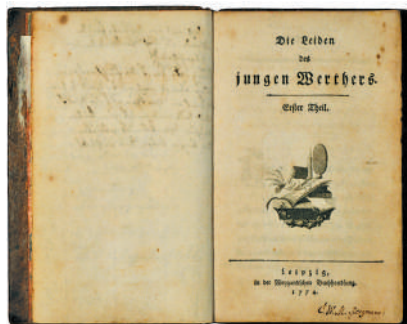 Die Leiden
des
jungen Werthers.
Erster Theil.
Leipzig,
in der Weygandschen Buchhandlung.
1774.